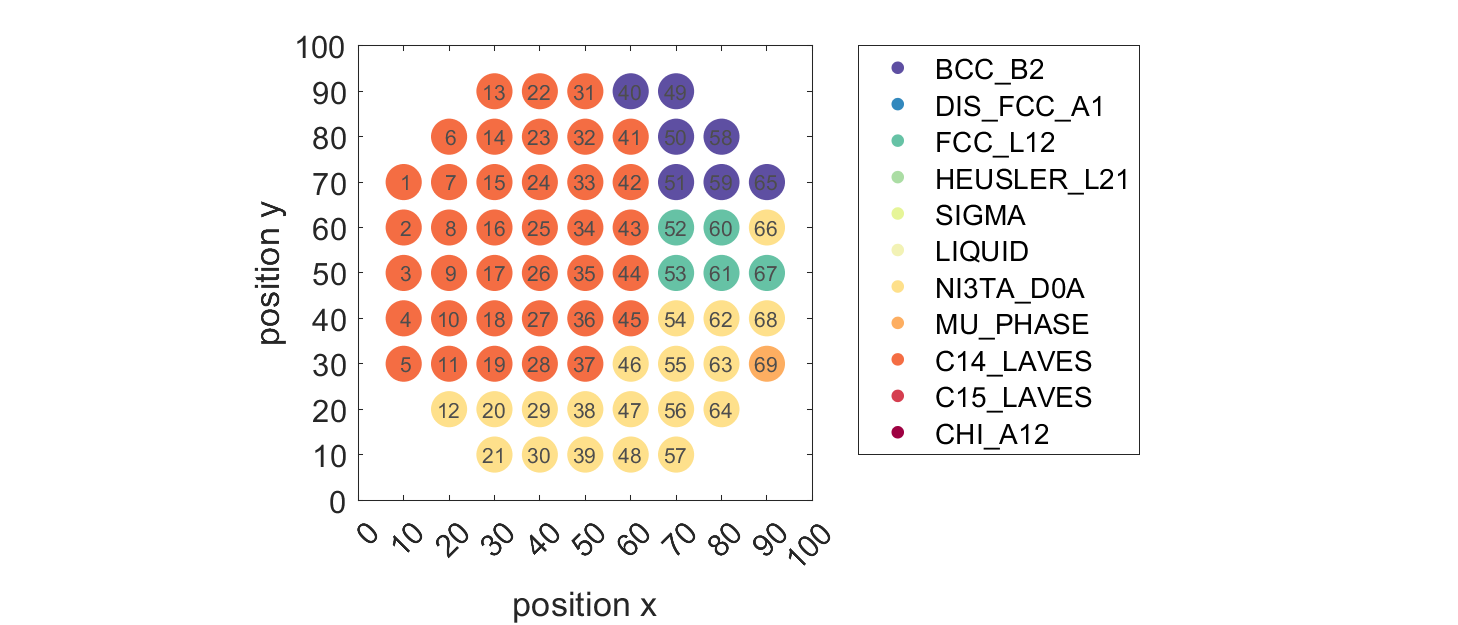 100
90
80
70
60
50
40
30
20
10
0
13 22 31 40 49
6 14 23 32 41 50 58
1 7 15 24 33 42 51 59 65
2 8 16 25 34 43 52 60 66
3 9 17 26 35 44 53 61 67
4 10 18 27 36 45 54 62 68
5 11 19 28 37 46 55 63 69
12 20 29 38 47 56 64
21 30 39 48 57
0 10 20 30 40 50 60 70 80 90 100
position x
position y
BCC_B2
DIS_FCC_A1
FCC_L12
HEUSLER_L21
SIGMA
LIQUID
NI3TA_D0A
MU_PHASE
C14_LAVES
C15_LAVES
CHI_A12